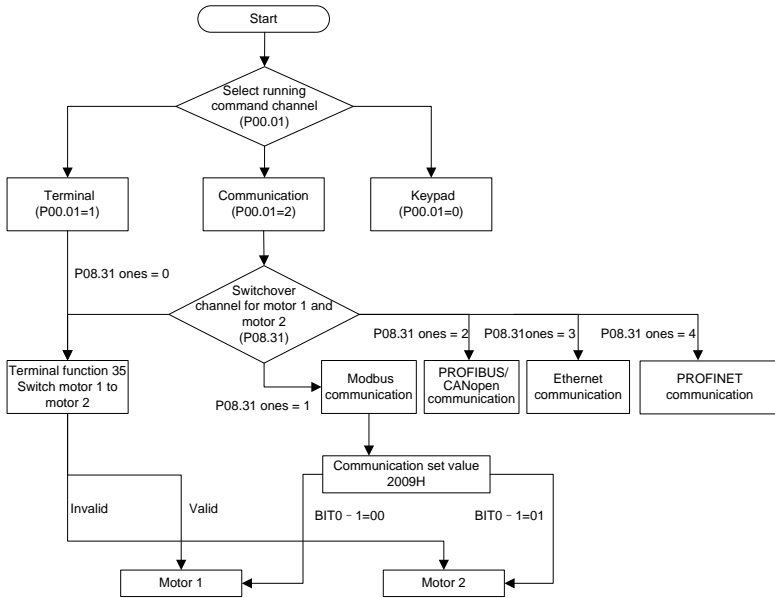 Start
Select running
command channel
(P00.01)
Terminal
(P00.01=1)
Communication
(P00.01=2)
Keypad
(P00.01=0)
P08.31 ones = 0
Switchover
channel for motor 1 and
motor 2
(P08.31)
P08.31 ones = 2
P08.31ones = 3
P08.31 ones = 4
Terminal function 35
Switch motor 1 to
motor 2
P08.31 ones = 1
Modbus
communication
PROFIBUS/
CANopen
communication
Ethernet
communication
PROFINET
communication
Communication set value
2009H
Invalid
Valid
BIT0 - 1=00
BIT0 - 1=01
Motor 1
Motor 2